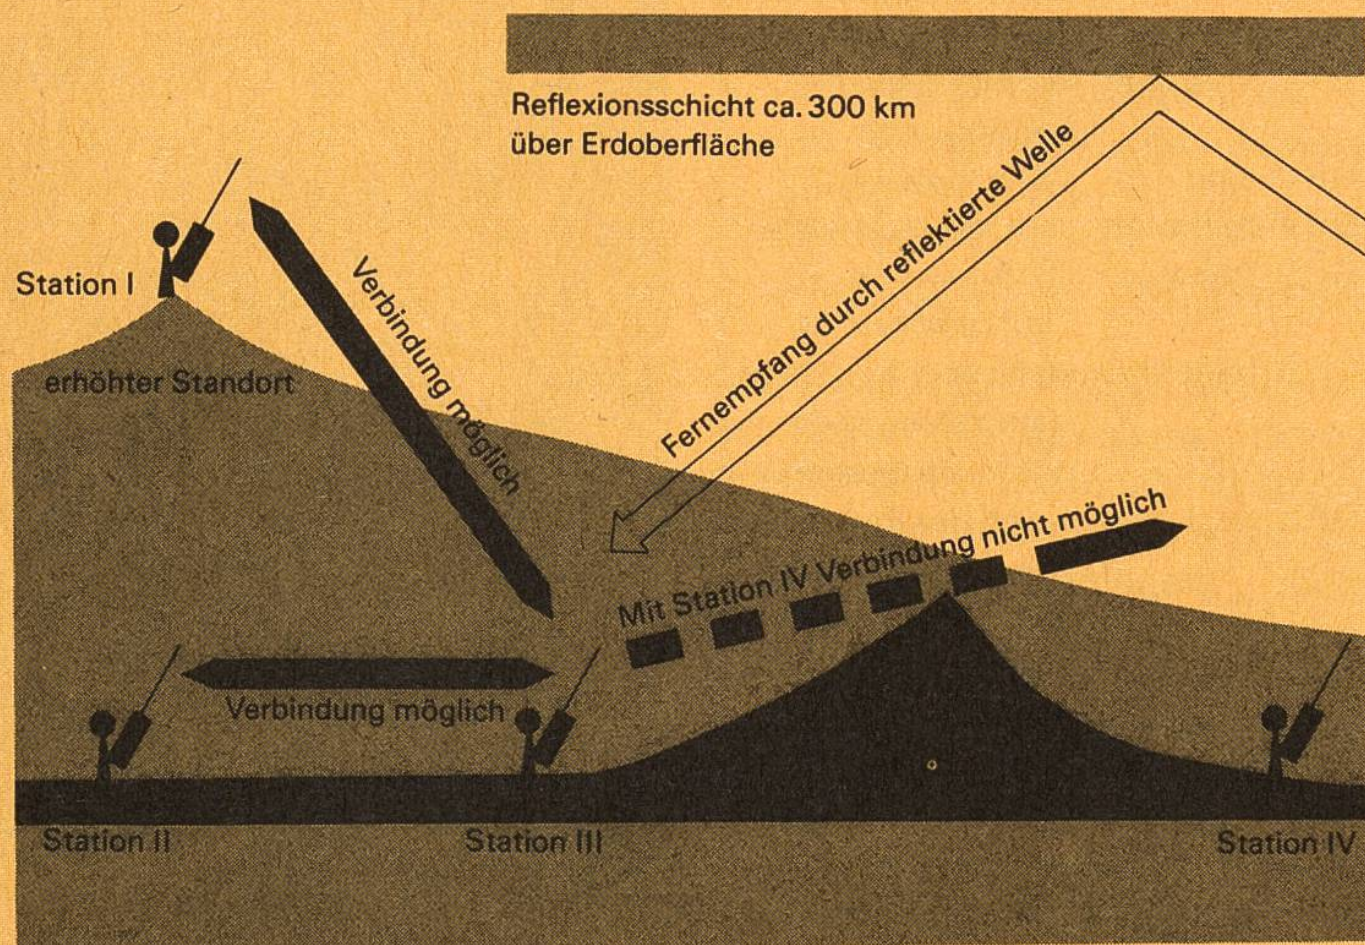 Reflexionsschicht ca. 300 km
über Erdoberfläche
Station I
erhöhter Standort
Verbindung möglich
Fernempfang durch reflektierte Welle
Mit Station IV Verbindung nicht möglich
Verbindung möglich
Station II
Station III
Station IV